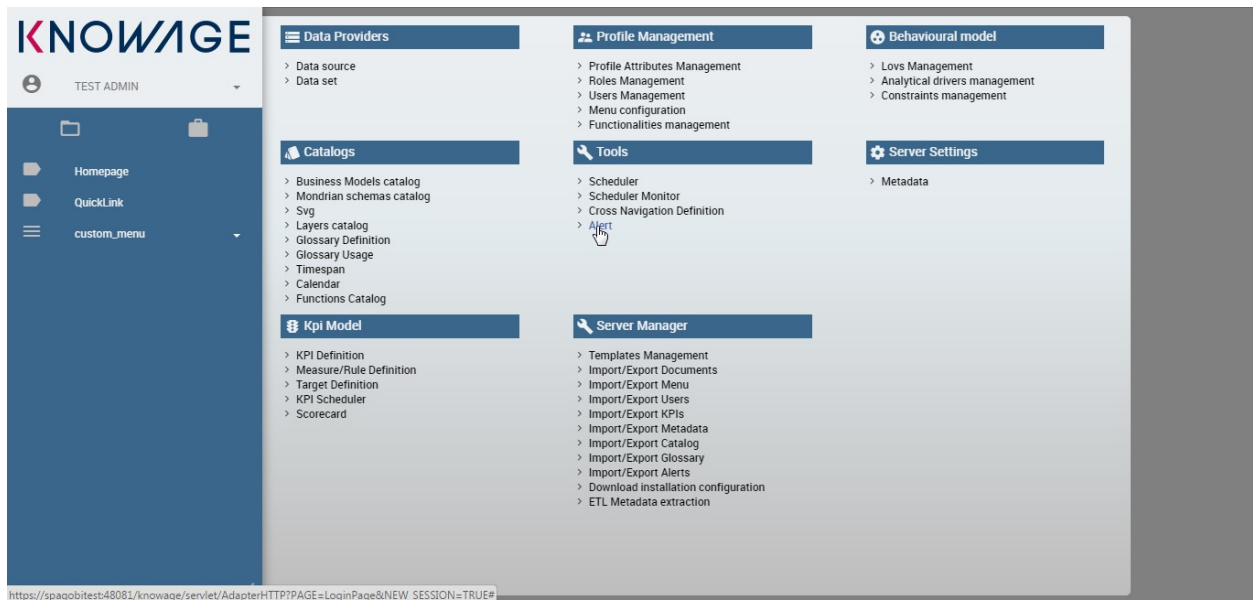 KNOWAGE
TEST ADMIN
Homepage
QuickLink
custom_menu
Data Providers
> Data source
> Data set
Profile Management
> Profile Attributes Management
> Roles Management
> Users Management
> Menu configuration
> Functionalities management
Behavioural model
> Lovs Management
> Analytical drivers management
> Constraints management
Catalogs
> Business Models catalog
> Mondrian schemas catalog
> Svg
> Layers catalog
> Glossary Definition
> Glossary Usage
> Timespan
> Calendar
> Functions Catalog
Tools
> Scheduler
> Scheduler Monitor
> Cross Navigation Definition
> Alert
Server Settings
> Metadata
Kpi Model
> KPI Definition
> Measure/Rule Definition
> Target Definition
> KPI Scheduler
> Scorecard
Server Manager
> Templates Management
> Import/Export Documents
> Import/Export Menu
> Import/Export Users
> Import/Export KPIs
> Import/Export Metadata
> Import/Export Catalog
> Import/Export Glossary
> Import/Export Alerts
> Download installation configuration
> ETL Metadata extraction
https://spagobitest:48081/knowage/servlet/AdapterHTTP?PAGE=LoginPage&NEW_SESSION=TRUE#